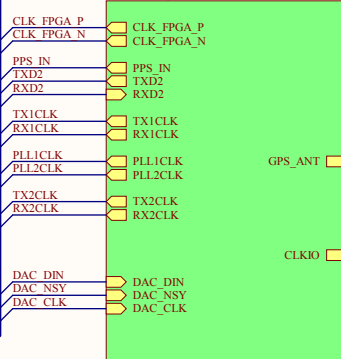 CLK_FPGA_P CLK_FPGA_P
CLK_FPGA_N CLK_FPGA_N
PPS_IN PPS_IN
TXD2 TXD2
RXD2 RXD2
TX1CLK TX1CLK
RX1CLK RX1CLK
PLL1CLK PLL1CLK GPS_ANT
PLL2CLK PLL2CLK
TX2CLK TX2CLK
RX2CLK RX2CLK
CLKIO
DAC_DIN DAC_DIN
DAC_NSY DAC_NSY
DAC_CLK DAC_CLK